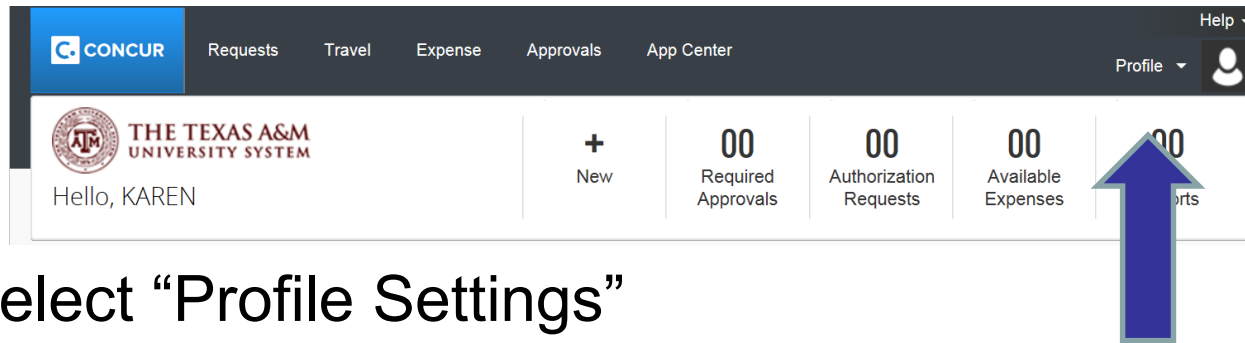 Help
C. CONCUR Requests Travel Expense Approvals App Center
Profile
THE TEXAS A&M
UNIVERSITY SYSTEM
Hello, KAREN
+
New
00
Required
Approvals
00
Authorization
Requests
00
Available
Expenses
elect “Profile Settings”